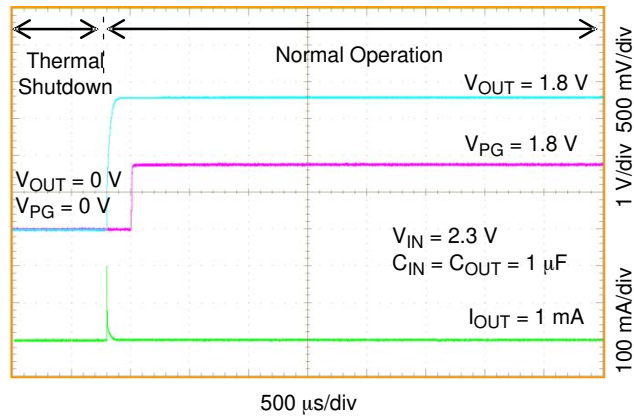 Thermal
Shutdown
Normal Operation
V_OUT = 1.8 V
V_PG = 1.8 V
V_OUT = 0 V
V_PG = 0 V
V_IN = 2.3 V
C_IN = C_OUT = 1 μF
I_OUT = 1 mA
500 mV/div
1 V/div
100 mA/div
500 μs/div